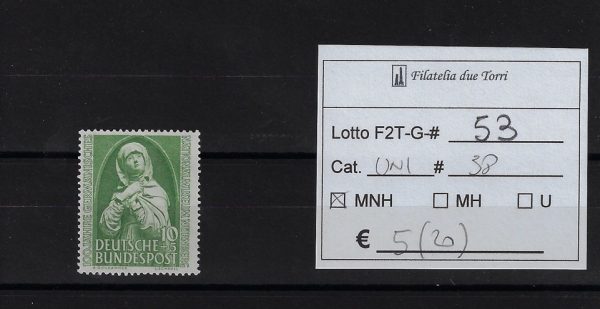 10+5
DEUTSCHE
BUNDESPOST
Filatelia due Torri
Lotto F2T-G-# 53
Cat. UNI # 38
☒ MNH ☐ MH ☐ U
€ 5 (20)